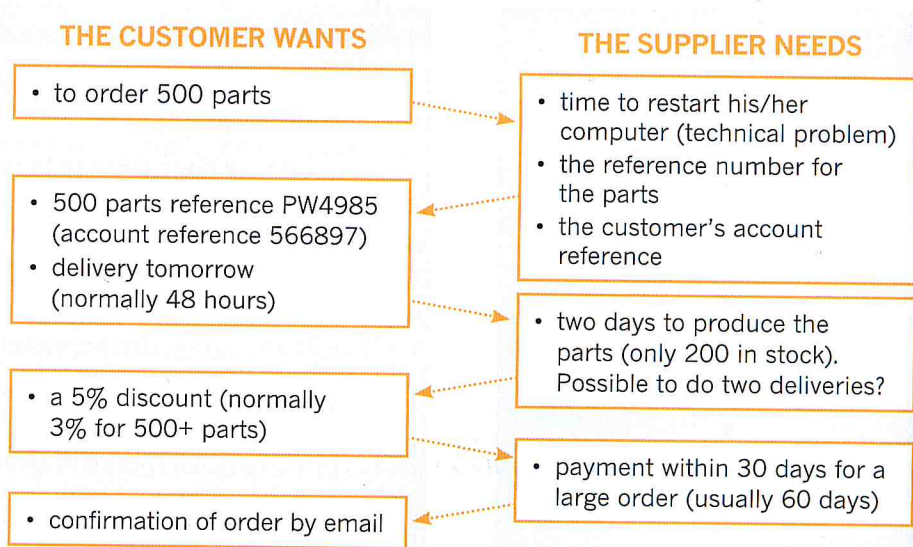 THE CUSTOMER WANTS
• to order 500 parts
• 500 parts reference PW4985
(account reference 566897)
• delivery tomorrow
(normally 48 hours)
• a 5% discount (normally
3% for 500+ parts)
• confirmation of order by email
THE SUPPLIER NEEDS
• time to restart his/her
computer (technical problem)
• the reference number for
the parts
• the customer's account
reference
• two days to produce the
parts (only 200 in stock).
Possible to do two deliveries?
• payment within 30 days for a
large order (usually 60 days)